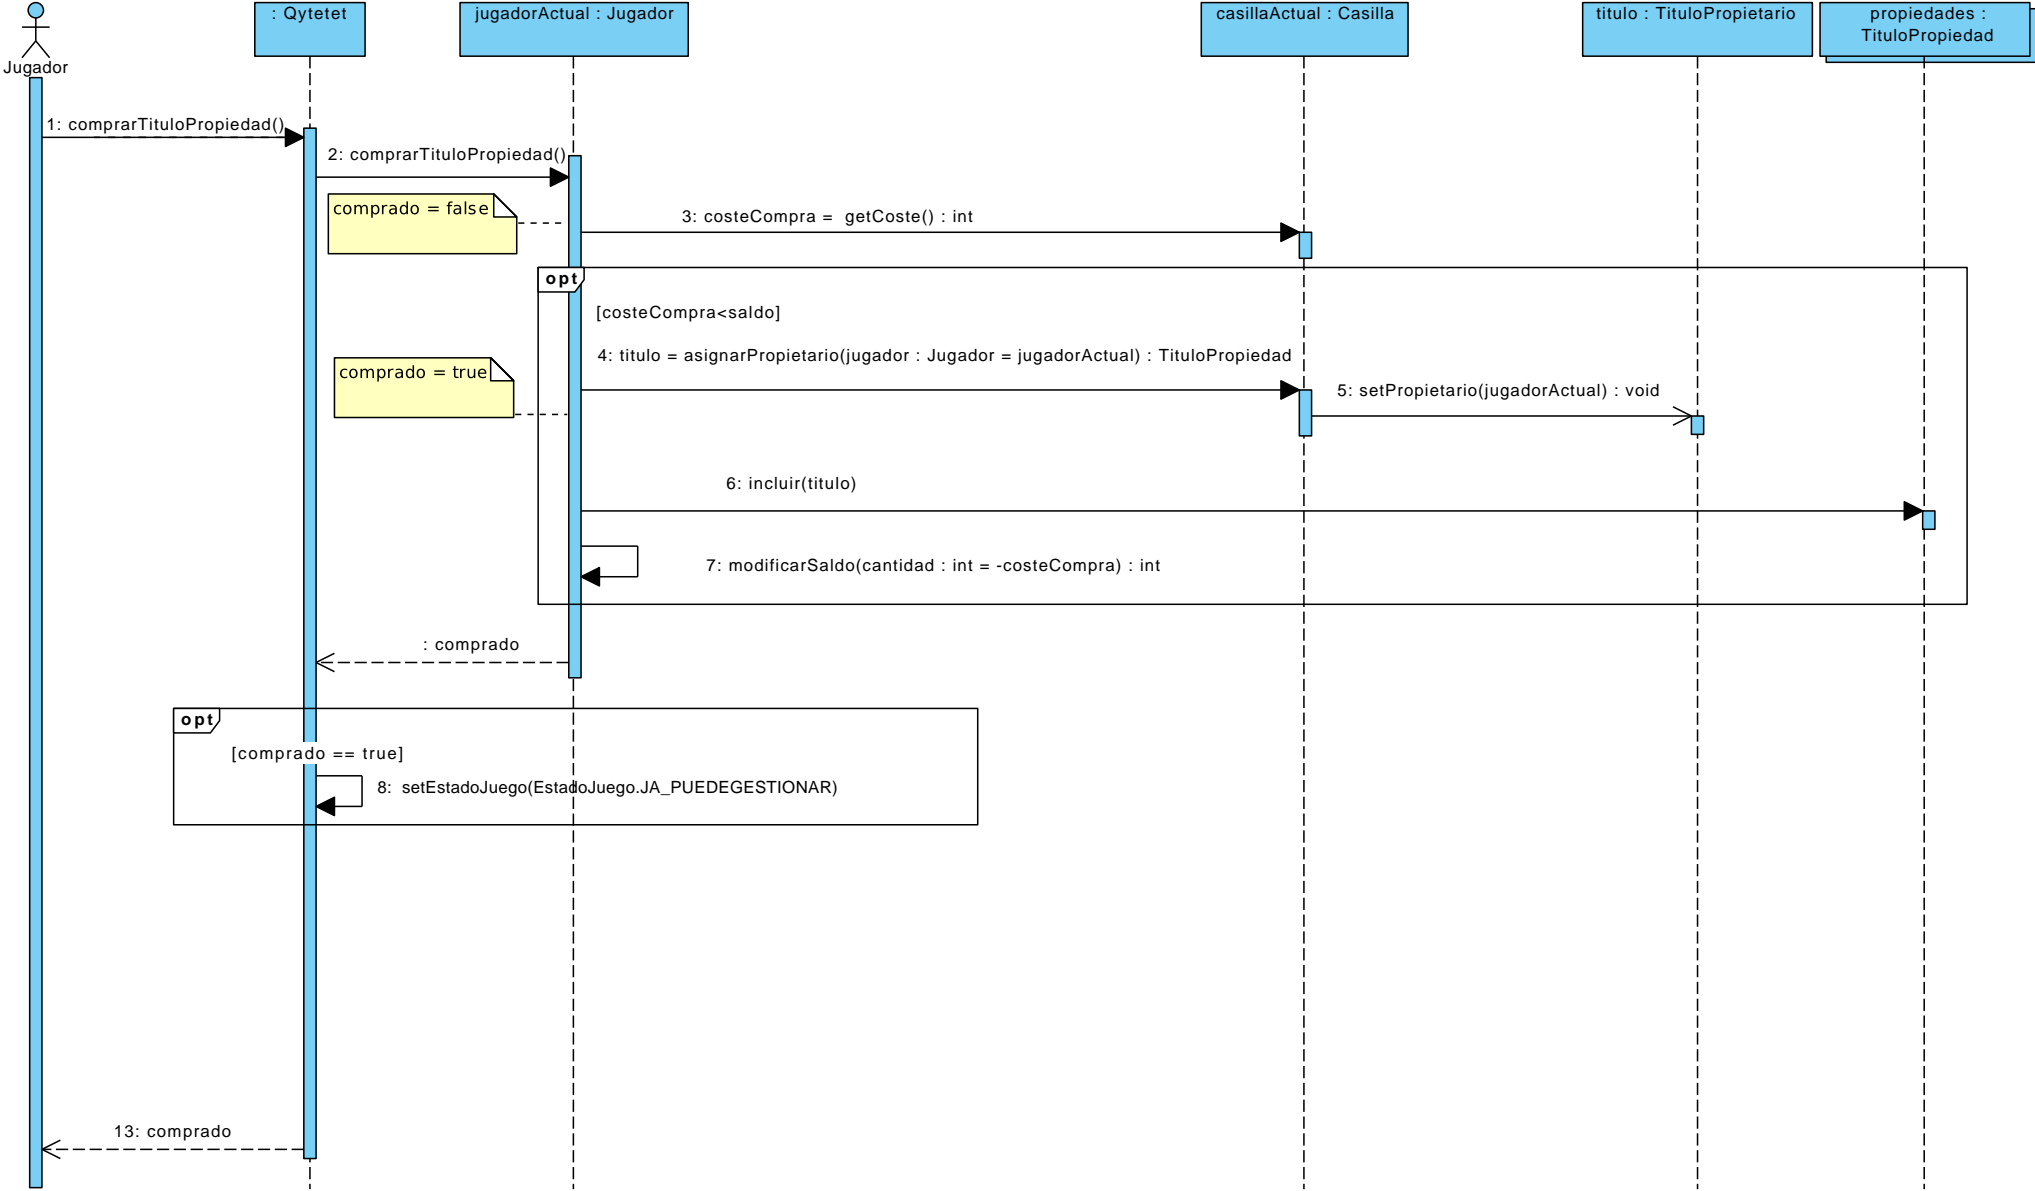 : Qytetet
jugadorActual : Jugador
casillaActual : Casilla
titulo : TituloPropietario
propiedades :
TituloPropiedad
Jugador
1: comprarTituloPropiedad()
2: comprarTituloPropiedad()
comprado = false
3: costeCompra =  getCoste() : int
opt
[costeCompra<saldo]
4: titulo = asignarPropietario(jugador : Jugador = jugadorActual) : TituloPropiedad
comprado = true
5: setPropietario(jugadorActual) : void
6: incluir(titulo)
7: modificarSaldo(cantidad : int = -costeCompra) : int
: comprado
opt
[comprado == true]
8:  setEstadoJuego(EstadoJuego.JA_PUEDEGESTIONAR)
13: comprado